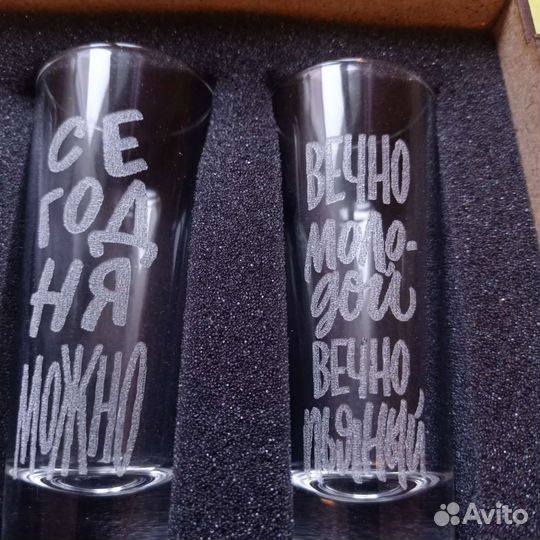 СЕ
ГОД
НЯ
МОЖНО
ВЕЧНО
МОЛО-
ДОЙ
ВЕЧНО
ПЬЯНЫЙ
Avito